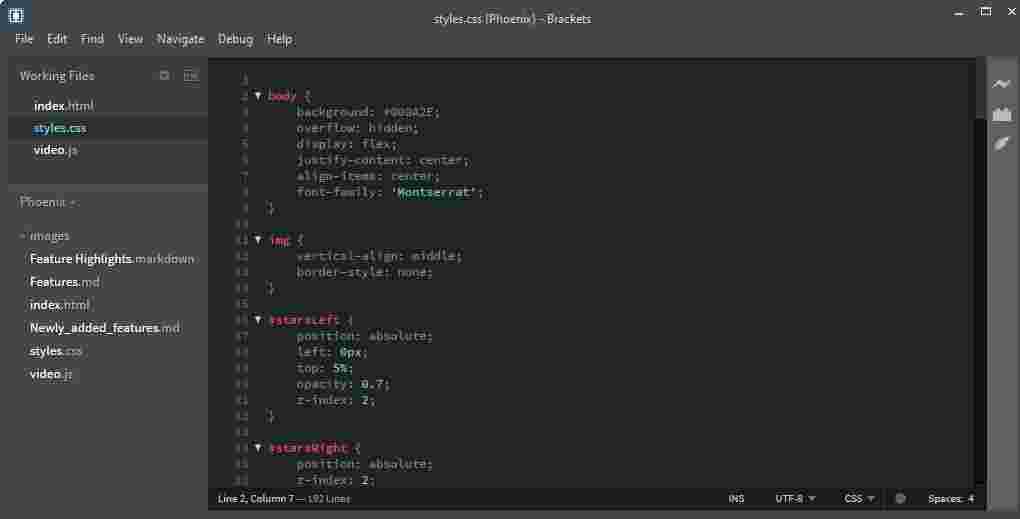 styles.css (Phoenix) - Brackets
File Edit Find View Navigate Debug Help
Working Files
index.html
styles.css
video.js
Phoenix
images
Feature Highlights.markdown
Features.md
index.html
Newly_added_features.md
styles.css
video.js
1
2 body {
3 background:
4 overflow: hidden;
5 display: flex;
6 justify-content: center;
7 align-items: center;
8 font-family: 'Montserrat';
9 }
10
11 img {
12 vertical-align: middle;
13 border-style: none;
14 }
15
16 #starsLeft {
17 position: absolute;
18 left: 0px;
19 top: 5%;
20 opacity: 0.7;
21 z-index: 2;
22 }
23
24 #starsRight {
25 position: absolute;
26 z-index: 2;
Line 2, Column 7 — 192 Lines
INS UTF-8 CSS Spaces: 4